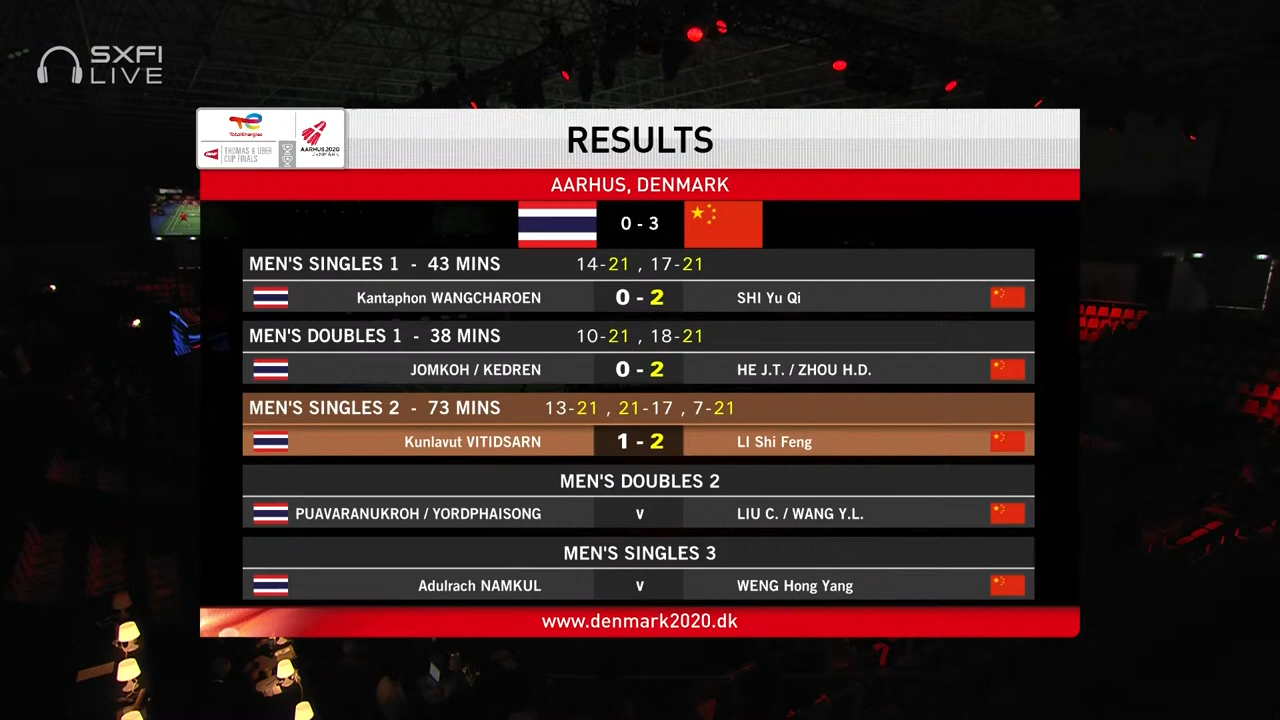 SXFI
LIVE
TotalEnergies
THOMAS & UBER
CUP FINALS
AARHUS2020
DENMARK
RESULTS
AARHUS, DENMARK
0 - 3
MEN'S SINGLES 1 - 43 MINS 14-21 , 17-21
Kantaphon WANGCHAROEN 0 - 2 SHI Yu Qi
MEN'S DOUBLES 1 - 38 MINS 10-21 , 18-21
JOMKOH / KEDREN 0 - 2 HE J.T. / ZHOU H.D.
MEN'S SINGLES 2 - 73 MINS 13-21 , 21-17 , 7-21
Kunlavut VITIDSARN 1 - 2 LI Shi Feng
MEN'S DOUBLES 2
PUAVARANUKROH / YORDPHAISONG v LIU C. / WANG Y.L.
MEN'S SINGLES 3
Adulrach NAMKUL v WENG Hong Yang
www.denmark2020.dk